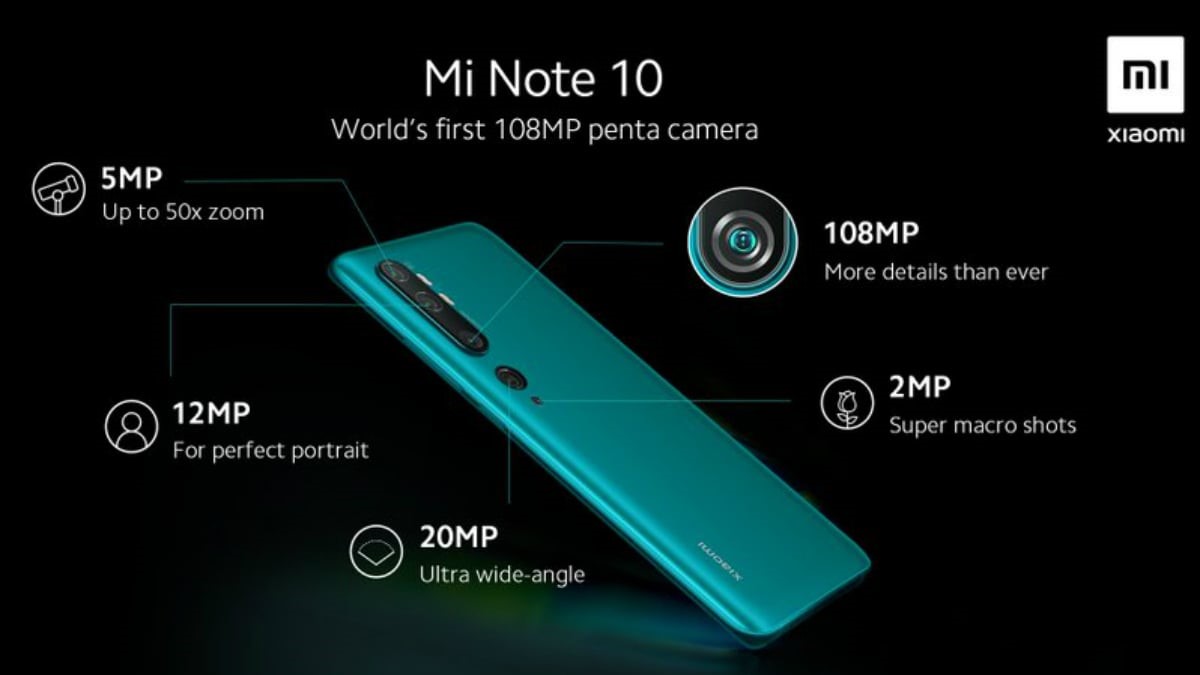 Mi Note 10
World's first 108MP penta camera
mi
xiaomi
5MP
Up to 50x zoom
108MP
More details than ever
12MP
For perfect portrait
2MP
Super macro shots
20MP
Ultra wide-angle
XIAOMI